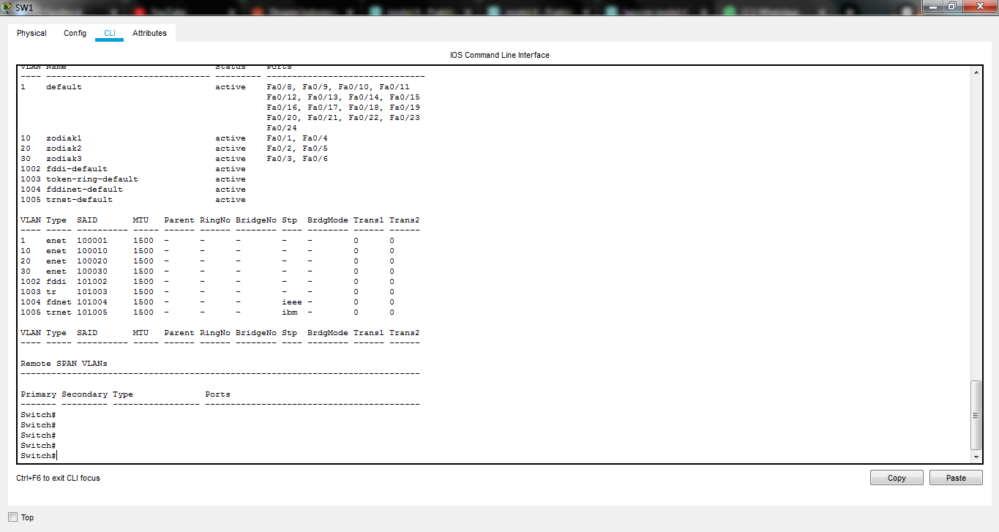 SW1
Physical Config CLI Attributes
IOS Command Line Interface
VLAN Name                             Status    Ports
---- -------------------------------- --------- -------------------------------
1    default                          active    Fa0/8, Fa0/9, Fa0/10, Fa0/11
                                                Fa0/12, Fa0/13, Fa0/14, Fa0/15
                                                Fa0/16, Fa0/17, Fa0/18, Fa0/19
                                                Fa0/20, Fa0/21, Fa0/22, Fa0/23
                                                Fa0/24
10   zodiak1                          active    Fa0/1, Fa0/4
20   zodiak2                          active    Fa0/2, Fa0/5
30   zodiak3                          active    Fa0/3, Fa0/6
1002 fddi-default                     active
1003 token-ring-default               active
1004 fddinet-default                  active
1005 trnet-default                    active
VLAN Type  SAID       MTU   Parent RingNo BridgeNo Stp  BrdgMode Trans1 Trans2
---- ----- ---------- ----- ------ ------ -------- ---- -------- ------ ------
1    enet  100001     1500  -      -      -        -    -        0      0
10   enet  100010     1500  -      -      -        -    -        0      0
20   enet  100020     1500  -      -      -        -    -        0      0
30   enet  100030     1500  -      -      -        -    -        0      0
1002 fddi  101002     1500  -      -      -        -    -        0      0
1003 tr    101003     1500  -      -      -        -    -        0      0
1004 fdnet 101004     1500  -      -      -        ieee -        0      0
1005 trnet 101005     1500  -      -      -        ibm  -        0      0
VLAN Type  SAID       MTU   Parent RingNo BridgeNo Stp  BrdgMode Trans1 Trans2
---- ----- ---------- ----- ------ ------ -------- ---- -------- ------ ------
Remote SPAN VLANs
------------------------------------------------------------------------------
Primary Secondary Type              Ports
------- --------- ----------------- ------------------------------------------
Switch#
Switch#
Switch#
Switch#
Switch#
Ctrl+F6 to exit CLI focus
Copy Paste
Top